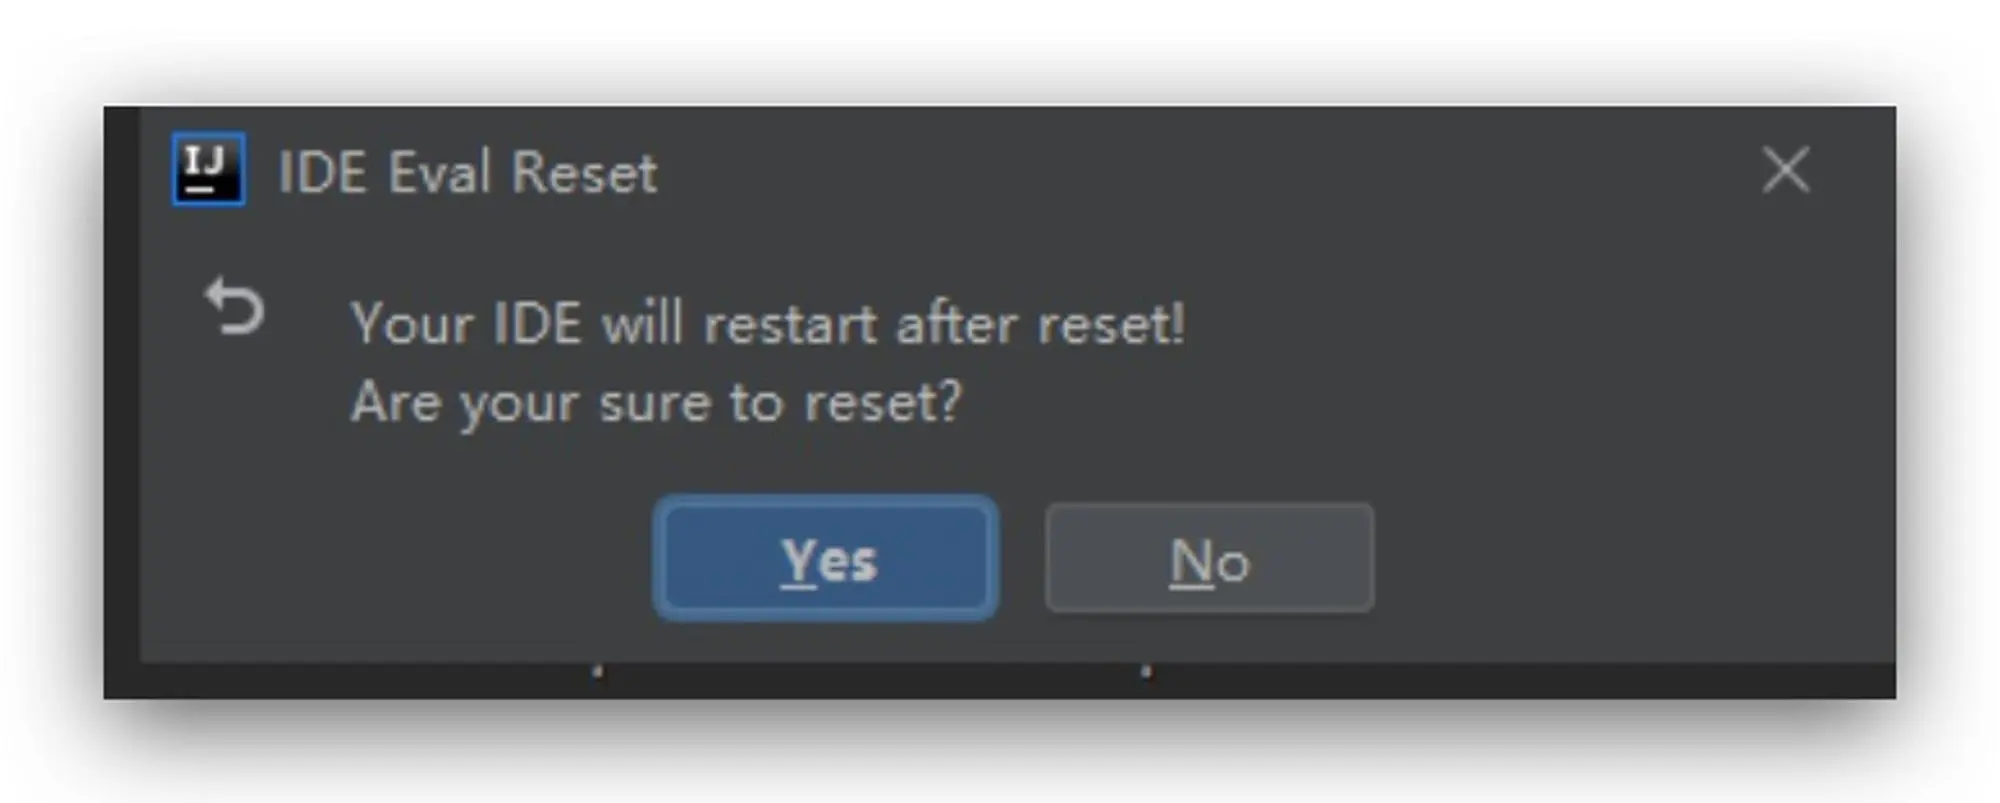 IJ
IDE Eval Reset
Your IDE will restart after reset!
Are your sure to reset?
Yes
No